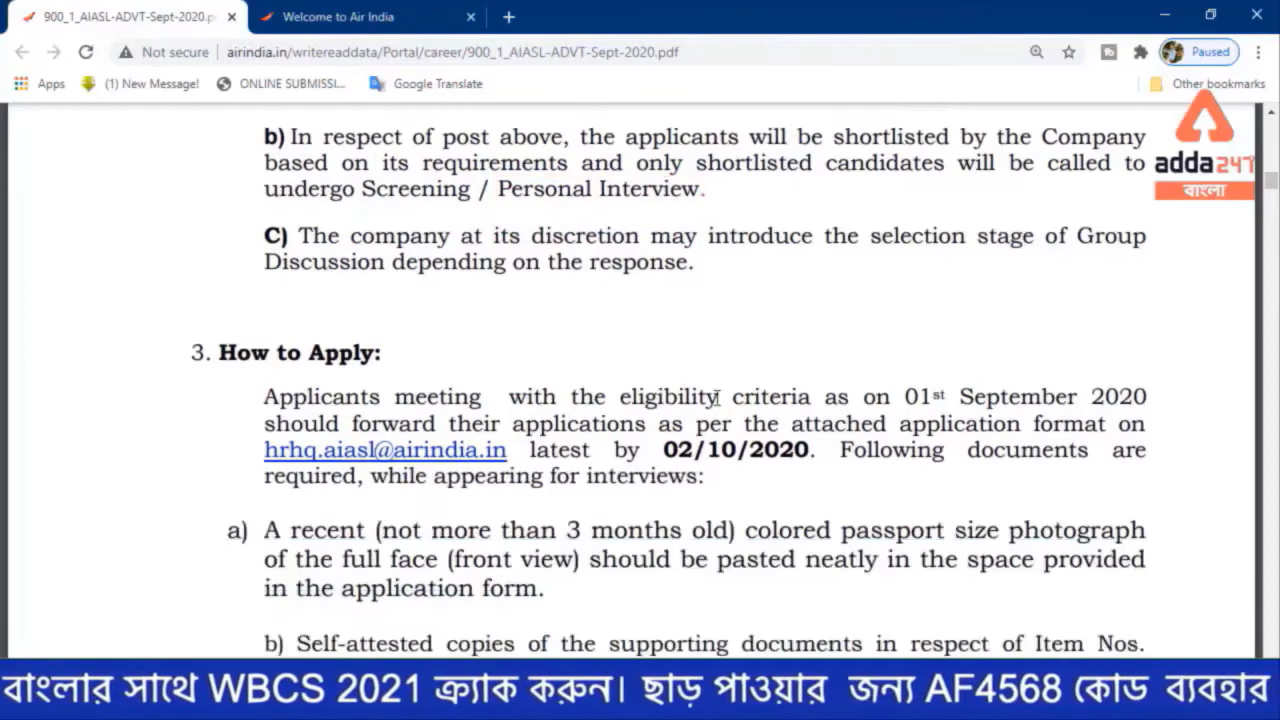 900_1_AIASL-ADVT-Sept-2020.p
Welcome to Air India
Not secure
airindia.in/writereaddata/Portal/career/900_1_AIASL-ADVT-Sept-2020.pdf
Paused
Apps
(1) New Message!
ONLINE SUBMISSI...
Google Translate
Other bookmarks
b) In respect of post above, the applicants will be shortlisted by the Company
based on its requirements and only shortlisted candidates will be called to
undergo Screening / Personal Interview.
adda247
বাংলা
C) The company at its discretion may introduce the selection stage of Group
Discussion depending on the response.
3. How to Apply:
Applicants meeting with the eligibility criteria as on 01st September 2020
should forward their applications as per the attached application format on
hrhq.aiasl@airindia.in latest by 02/10/2020. Following documents are
required, while appearing for interviews:
a) A recent (not more than 3 months old) colored passport size photograph
of the full face (front view) should be pasted neatly in the space provided
in the application form.
b) Self-attested copies of the supporting documents in respect of Item Nos.
বাংলার সাথে WBCS 2021 ক্র্যাক করুন। ছাড় পাওয়ার জন্য AF4568 কোড ব্যবহার